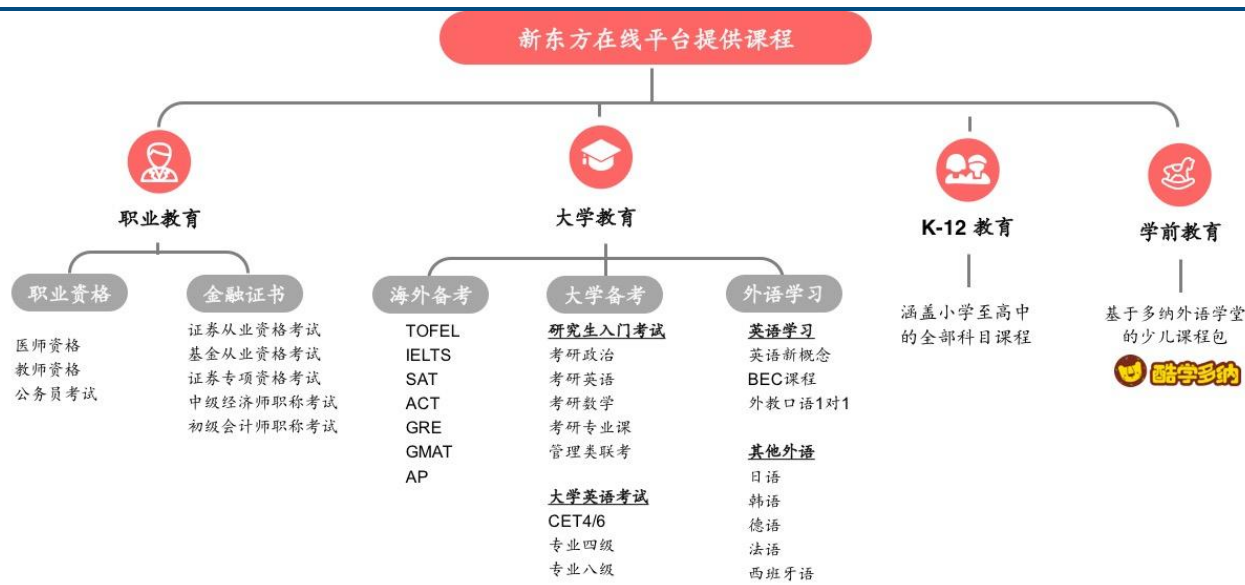 新东方在线平台提供课程
职业教育
职业资格
医师资格
教师资格
公务员考试
金融证书
证券从业资格考试
基金从业资格考试
证券专项资格考试
中级经济师职称考试
初级会计师职称考试
大学教育
海外备考
TOFEL
IELTS
SAT
ACT
GRE
GMAT
AP
大学备考
研究生入门考试
考研政治
考研英语
考研数学
考研专业课
管理类联考
大学英语考试
CET4/6
专业四级
专业八级
外语学习
英语学习
英语新概念
BEC课程
外教口语1对1
其他外语
日语
韩语
德语
法语
西班牙语
K-12 教育
涵盖小学至高中
的全部科目课程
学前教育
基于多纳外语学堂
的少儿课程包
酷学多纳